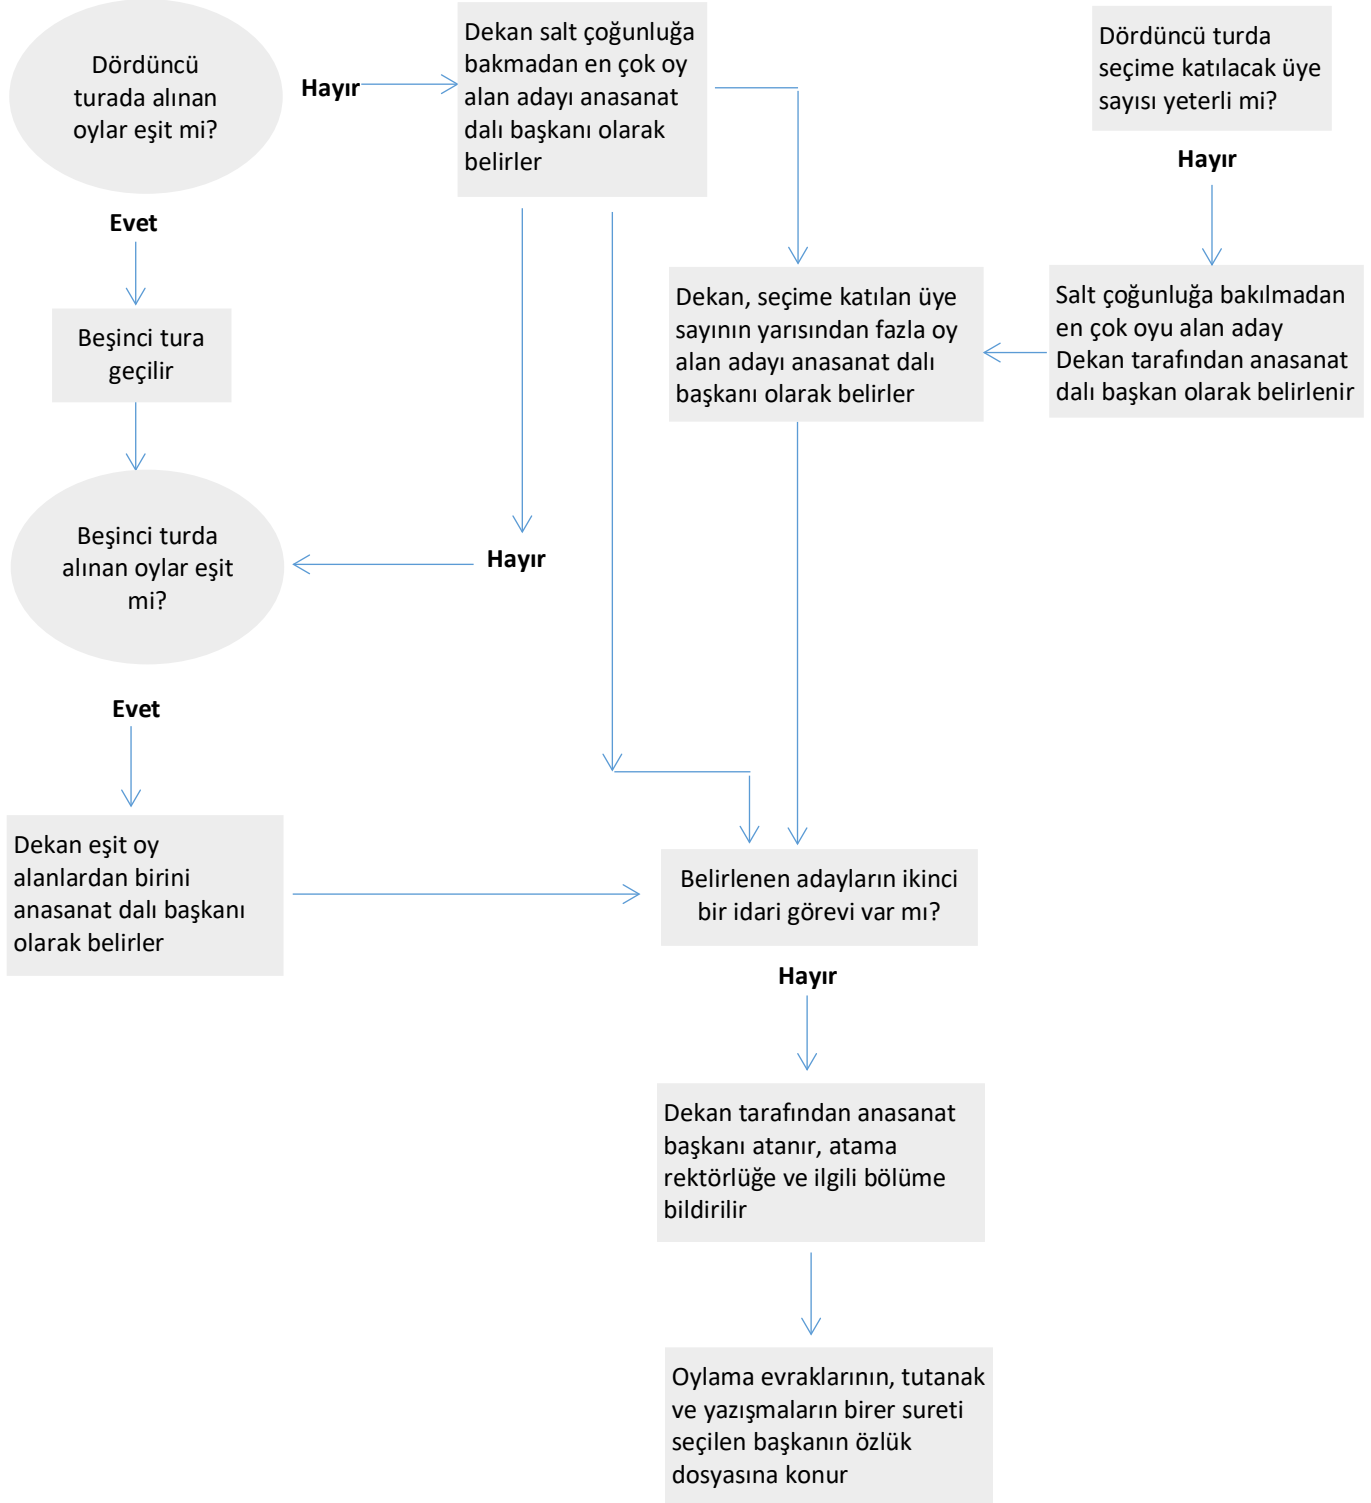 Dördüncü
turada alınan
oylar eşit mi?
Hayır
Dekan salt çoğunluğa
bakmadan en çok oy
alan adayı anasanat
dalı başkanı olarak
belirler
Dördüncü turda
seçime katılacak üye
sayısı yeterli mi?
Hayır
Evet
Beşinci tura
geçilir
Dekan, seçime katılan üye
sayının yarısından fazla oy
alan adayı anasanat dalı
başkanı olarak belirler
Salt çoğunluğa bakılmadan
en çok oyu alan aday
Dekan tarafından anasanat
dalı başkan olarak belirlenir
Beşinci turda
alınan oylar eşit
mi?
Hayır
Evet
Dekan eşit oy
alanlardan birini
anasanat dalı başkanı
olarak belirler
Belirlenen adayların ikinci
bir idari görevi var mı?
Hayır
Dekan tarafından anasanat
başkanı atanır, atama
rektörlüğe ve ilgili bölüme
bildirilir
Oylama evraklarının, tutanak
ve yazışmaların birer sureti
seçilen başkanın özlük
dosyasına konur